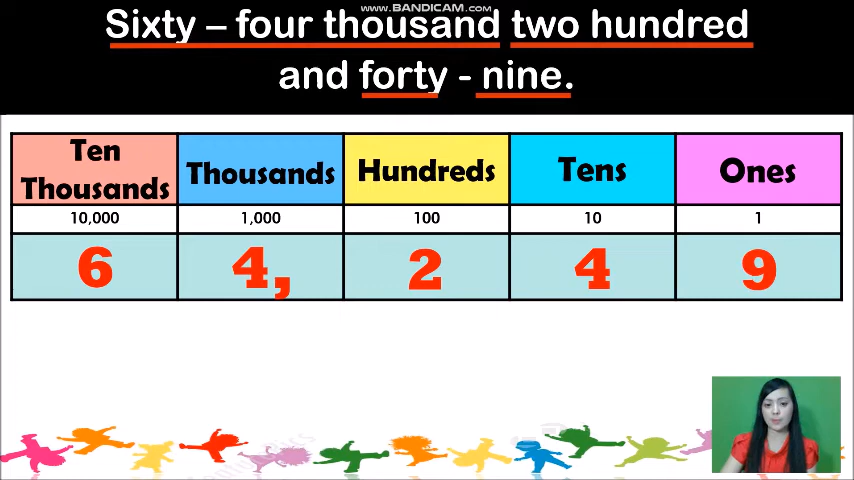 WWW.BANDICAM.COM
Sixty – four thousand two hundred
and forty - nine.
Ten Thousands Thousands Hundreds Tens Ones
10,000 1,000 100 10 1
6 4, 2 4 9